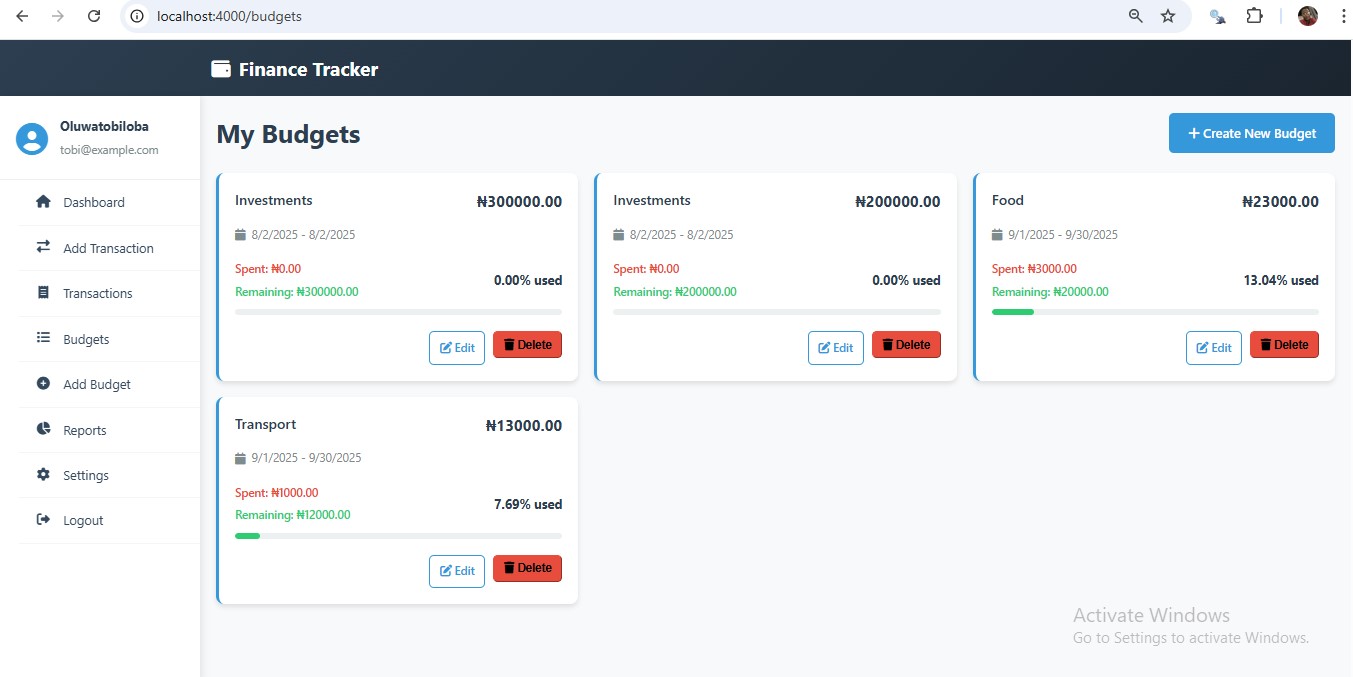 localhost:4000/budgets
Finance Tracker
Oluwatobiloba
tobi@example.com
Dashboard
Add Transaction
Transactions
Budgets
Add Budget
Reports
Settings
Logout
My Budgets
+ Create New Budget
Investments ₦300000.00
8/2/2025 - 8/2/2025
Spent: ₦0.00
0.00% used
Remaining: ₦300000.00
Edit Delete
Investments ₦200000.00
8/2/2025 - 8/2/2025
Spent: ₦0.00
0.00% used
Remaining: ₦200000.00
Edit Delete
Food ₦23000.00
9/1/2025 - 9/30/2025
Spent: ₦3000.00
13.04% used
Remaining: ₦20000.00
Edit Delete
Transport ₦13000.00
9/1/2025 - 9/30/2025
Spent: ₦1000.00
7.69% used
Remaining: ₦12000.00
Edit Delete
Activate Windows
Go to Settings to activate Windows.